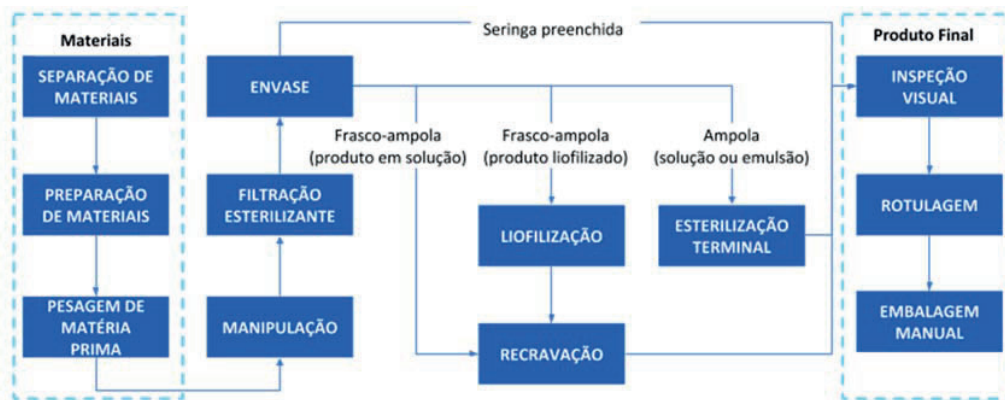 Materiais
SEPARAÇÃO DE
MATERIAIS
PREPARAÇÃO
DE MATERIAIS
PESAGEM DE
MATÉRIA
PRIMA
ENVASE
FILTRAÇÃO
ESTERILIZANTE
MANIPULAÇÃO
Seringa preenchida
Frasco-ampola
(produto em solução)
Frasco-ampola
(produto liofilizado)
Ampola
(solução ou emulsão)
LIOFILIZAÇÃO
ESTERILIZAÇÃO
TERMINAL
RECRAVAÇÃO
Produto Final
INSPEÇÃO
VISUAL
ROTULAGEM
EMBALAGEM
MANUAL